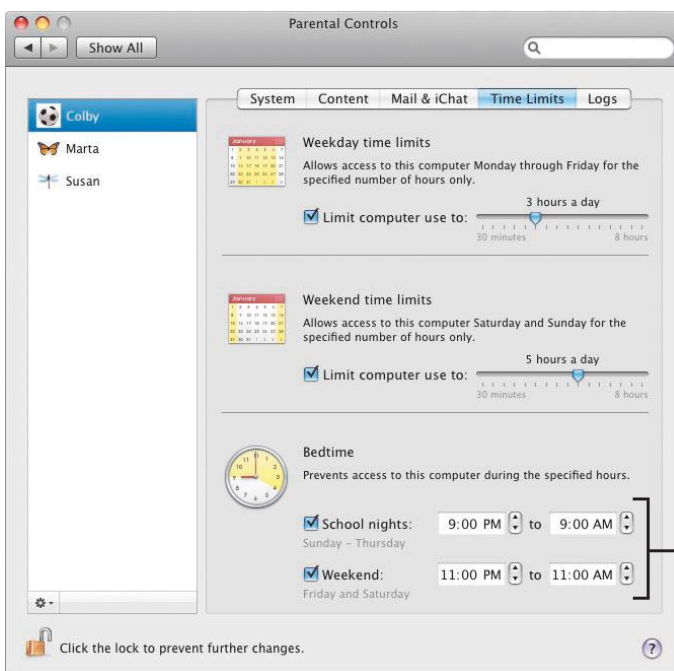 Parental Controls
Show All
Colby
Marta
Susan
System Content Mail & iChat Time Limits Logs
January
Weekday time limits
Allows access to this computer Monday through Friday for the
specified number of hours only.
3 hours a day
Limit computer use to:
30 minutes 8 hours
January
Weekend time limits
Allows access to this computer Saturday and Sunday for the
specified number of hours only.
5 hours a day
Limit computer use to:
30 minutes 8 hours
Bedtime
Prevents access to this computer during the specified hours.
School nights: 9:00 PM to 9:00 AM
Sunday – Thursday
Weekend: 11:00 PM to 11:00 AM
Friday and Saturday
Click the lock to prevent further changes.
?